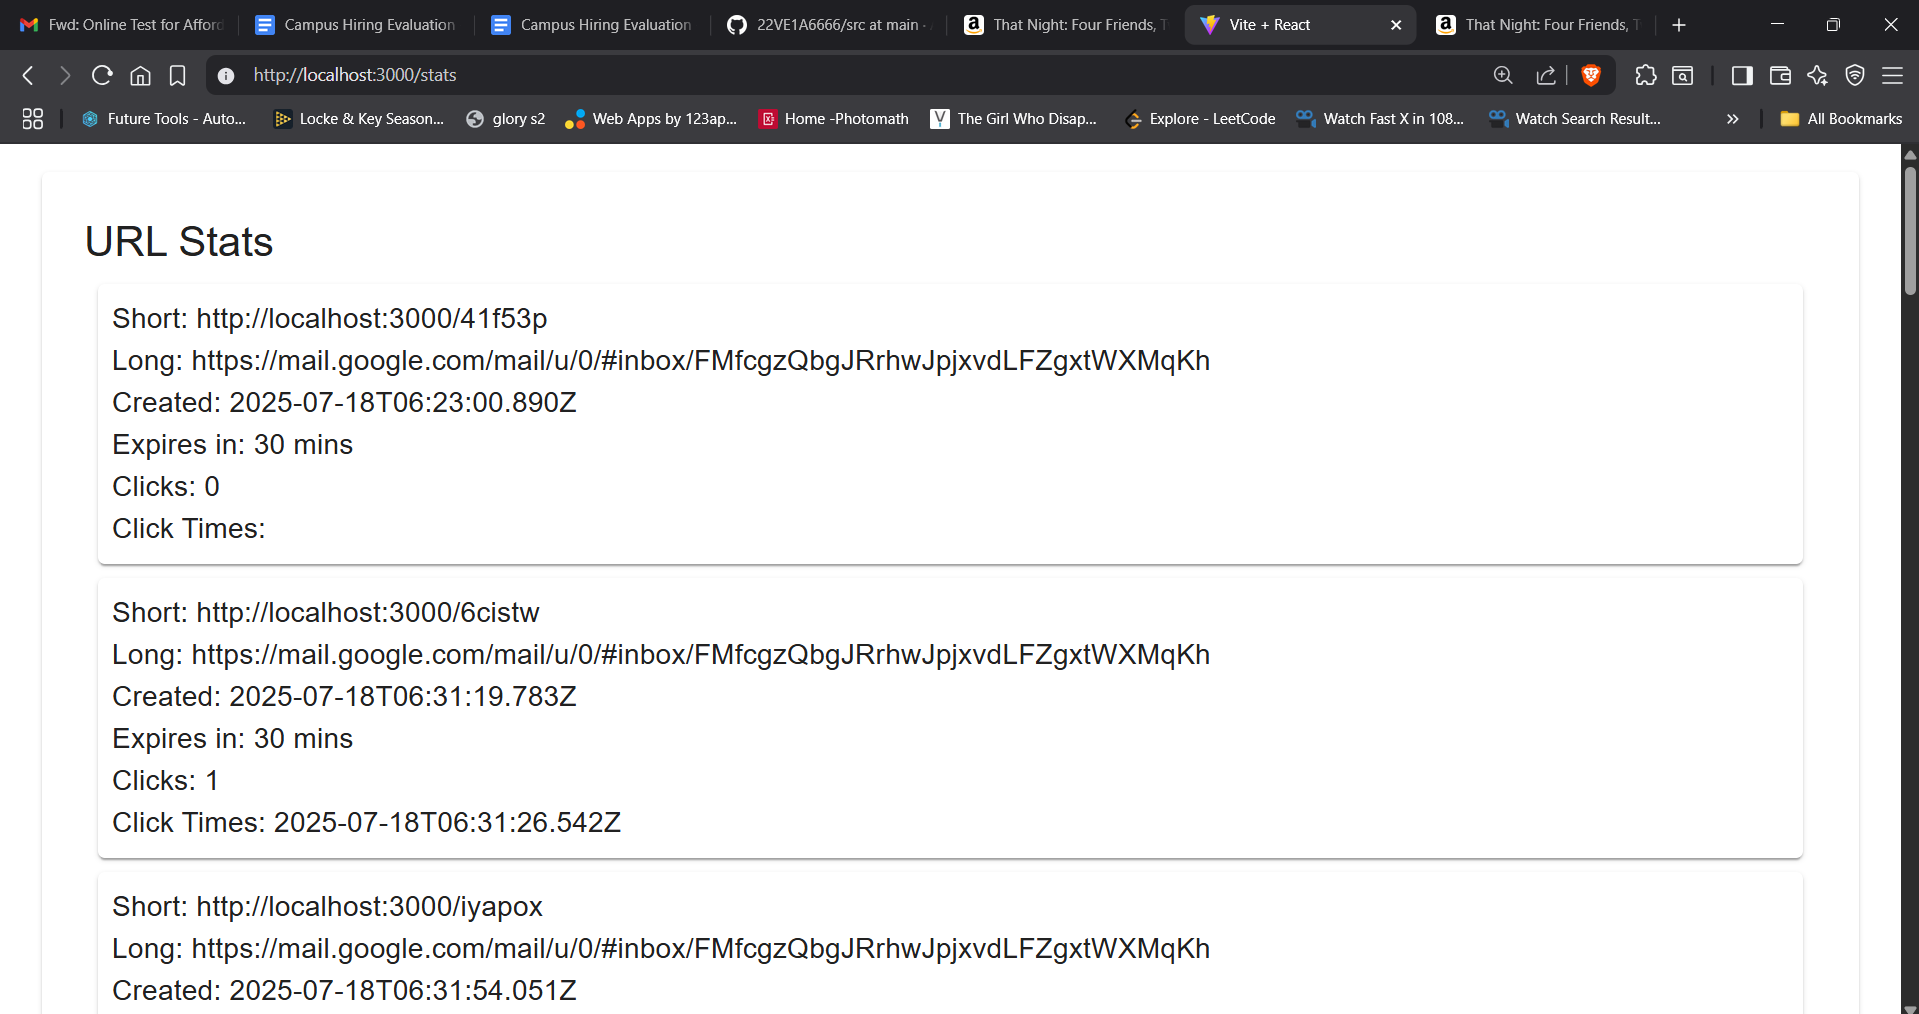 Fwd: Online Test for Afford
Campus Hiring Evaluation
Campus Hiring Evaluation
22VE1A6666/src at main ·
That Night: Four Friends, T
Vite + React
That Night: Four Friends, T
http://localhost:3000/stats
Future Tools - Auto...
Locke & Key Season...
glory s2
Web Apps by 123ap...
Home -Photomath
The Girl Who Disap...
Explore - LeetCode
Watch Fast X in 108...
Watch Search Result...
All Bookmarks
URL Stats
Short: http://localhost:3000/41f53p
Long: https://mail.google.com/mail/u/0/#inbox/FMfcgzQbgJRrhwJpjxvdLFZgxtWXMqKh
Created: 2025-07-18T06:23:00.890Z
Expires in: 30 mins
Clicks: 0
Click Times:
Short: http://localhost:3000/6cistw
Long: https://mail.google.com/mail/u/0/#inbox/FMfcgzQbgJRrhwJpjxvdLFZgxtWXMqKh
Created: 2025-07-18T06:31:19.783Z
Expires in: 30 mins
Clicks: 1
Click Times: 2025-07-18T06:31:26.542Z
Short: http://localhost:3000/iyapox
Long: https://mail.google.com/mail/u/0/#inbox/FMfcgzQbgJRrhwJpjxvdLFZgxtWXMqKh
Created: 2025-07-18T06:31:54.051Z